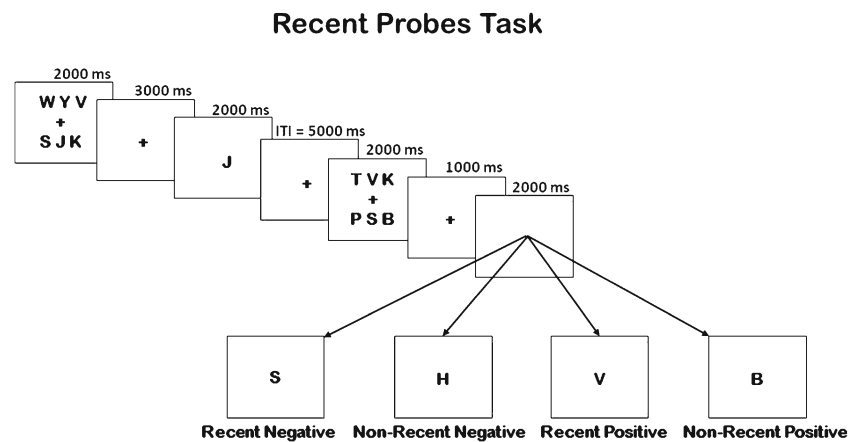 Recent Probes Task
2000 ms
W Y V
+
S J K
3000 ms
+
2000 ms
J
ITI = 5000 ms
+
2000 ms
T V K
+
P S B
1000 ms
+
2000 ms
S
Recent Negative
H
Non-Recent Negative
V
Recent Positive
B
Non-Recent Positive